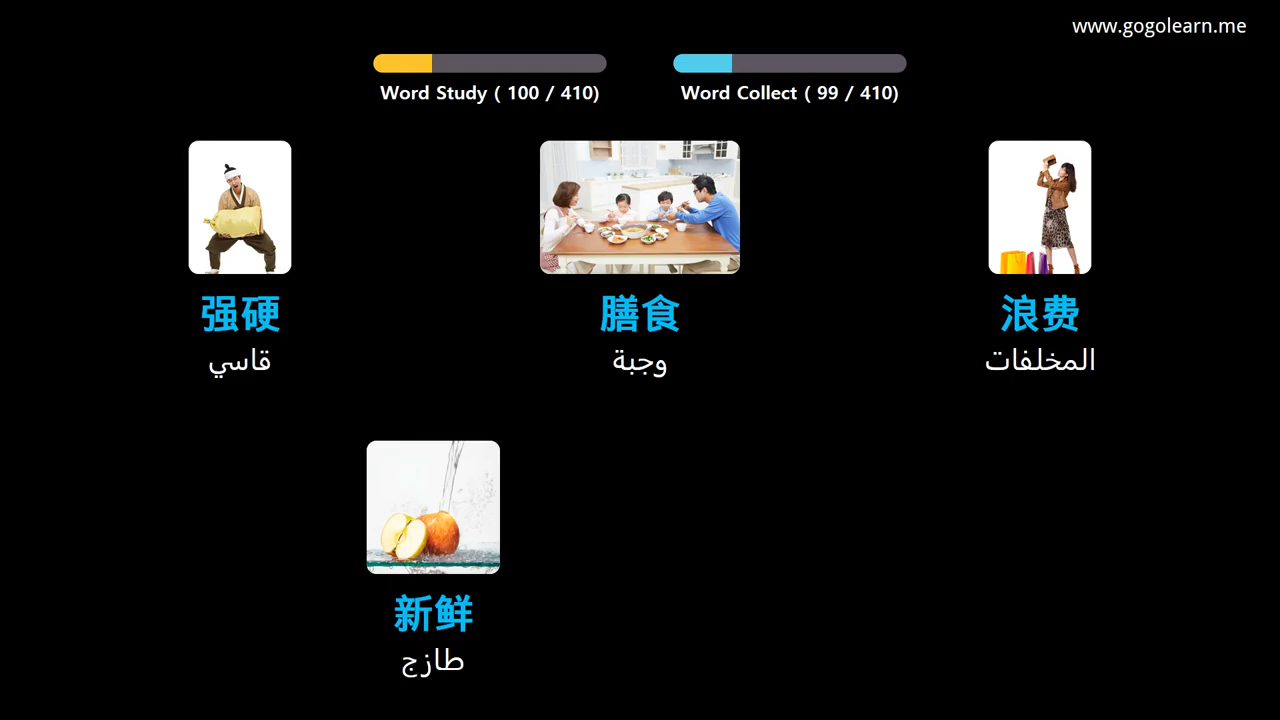 www.gogolearn.me
Word Study ( 100 / 410)
Word Collect ( 99 / 410)
强硬
膳食
浪费
قاسي
وجبة
المخلفات
新鲜
طازج